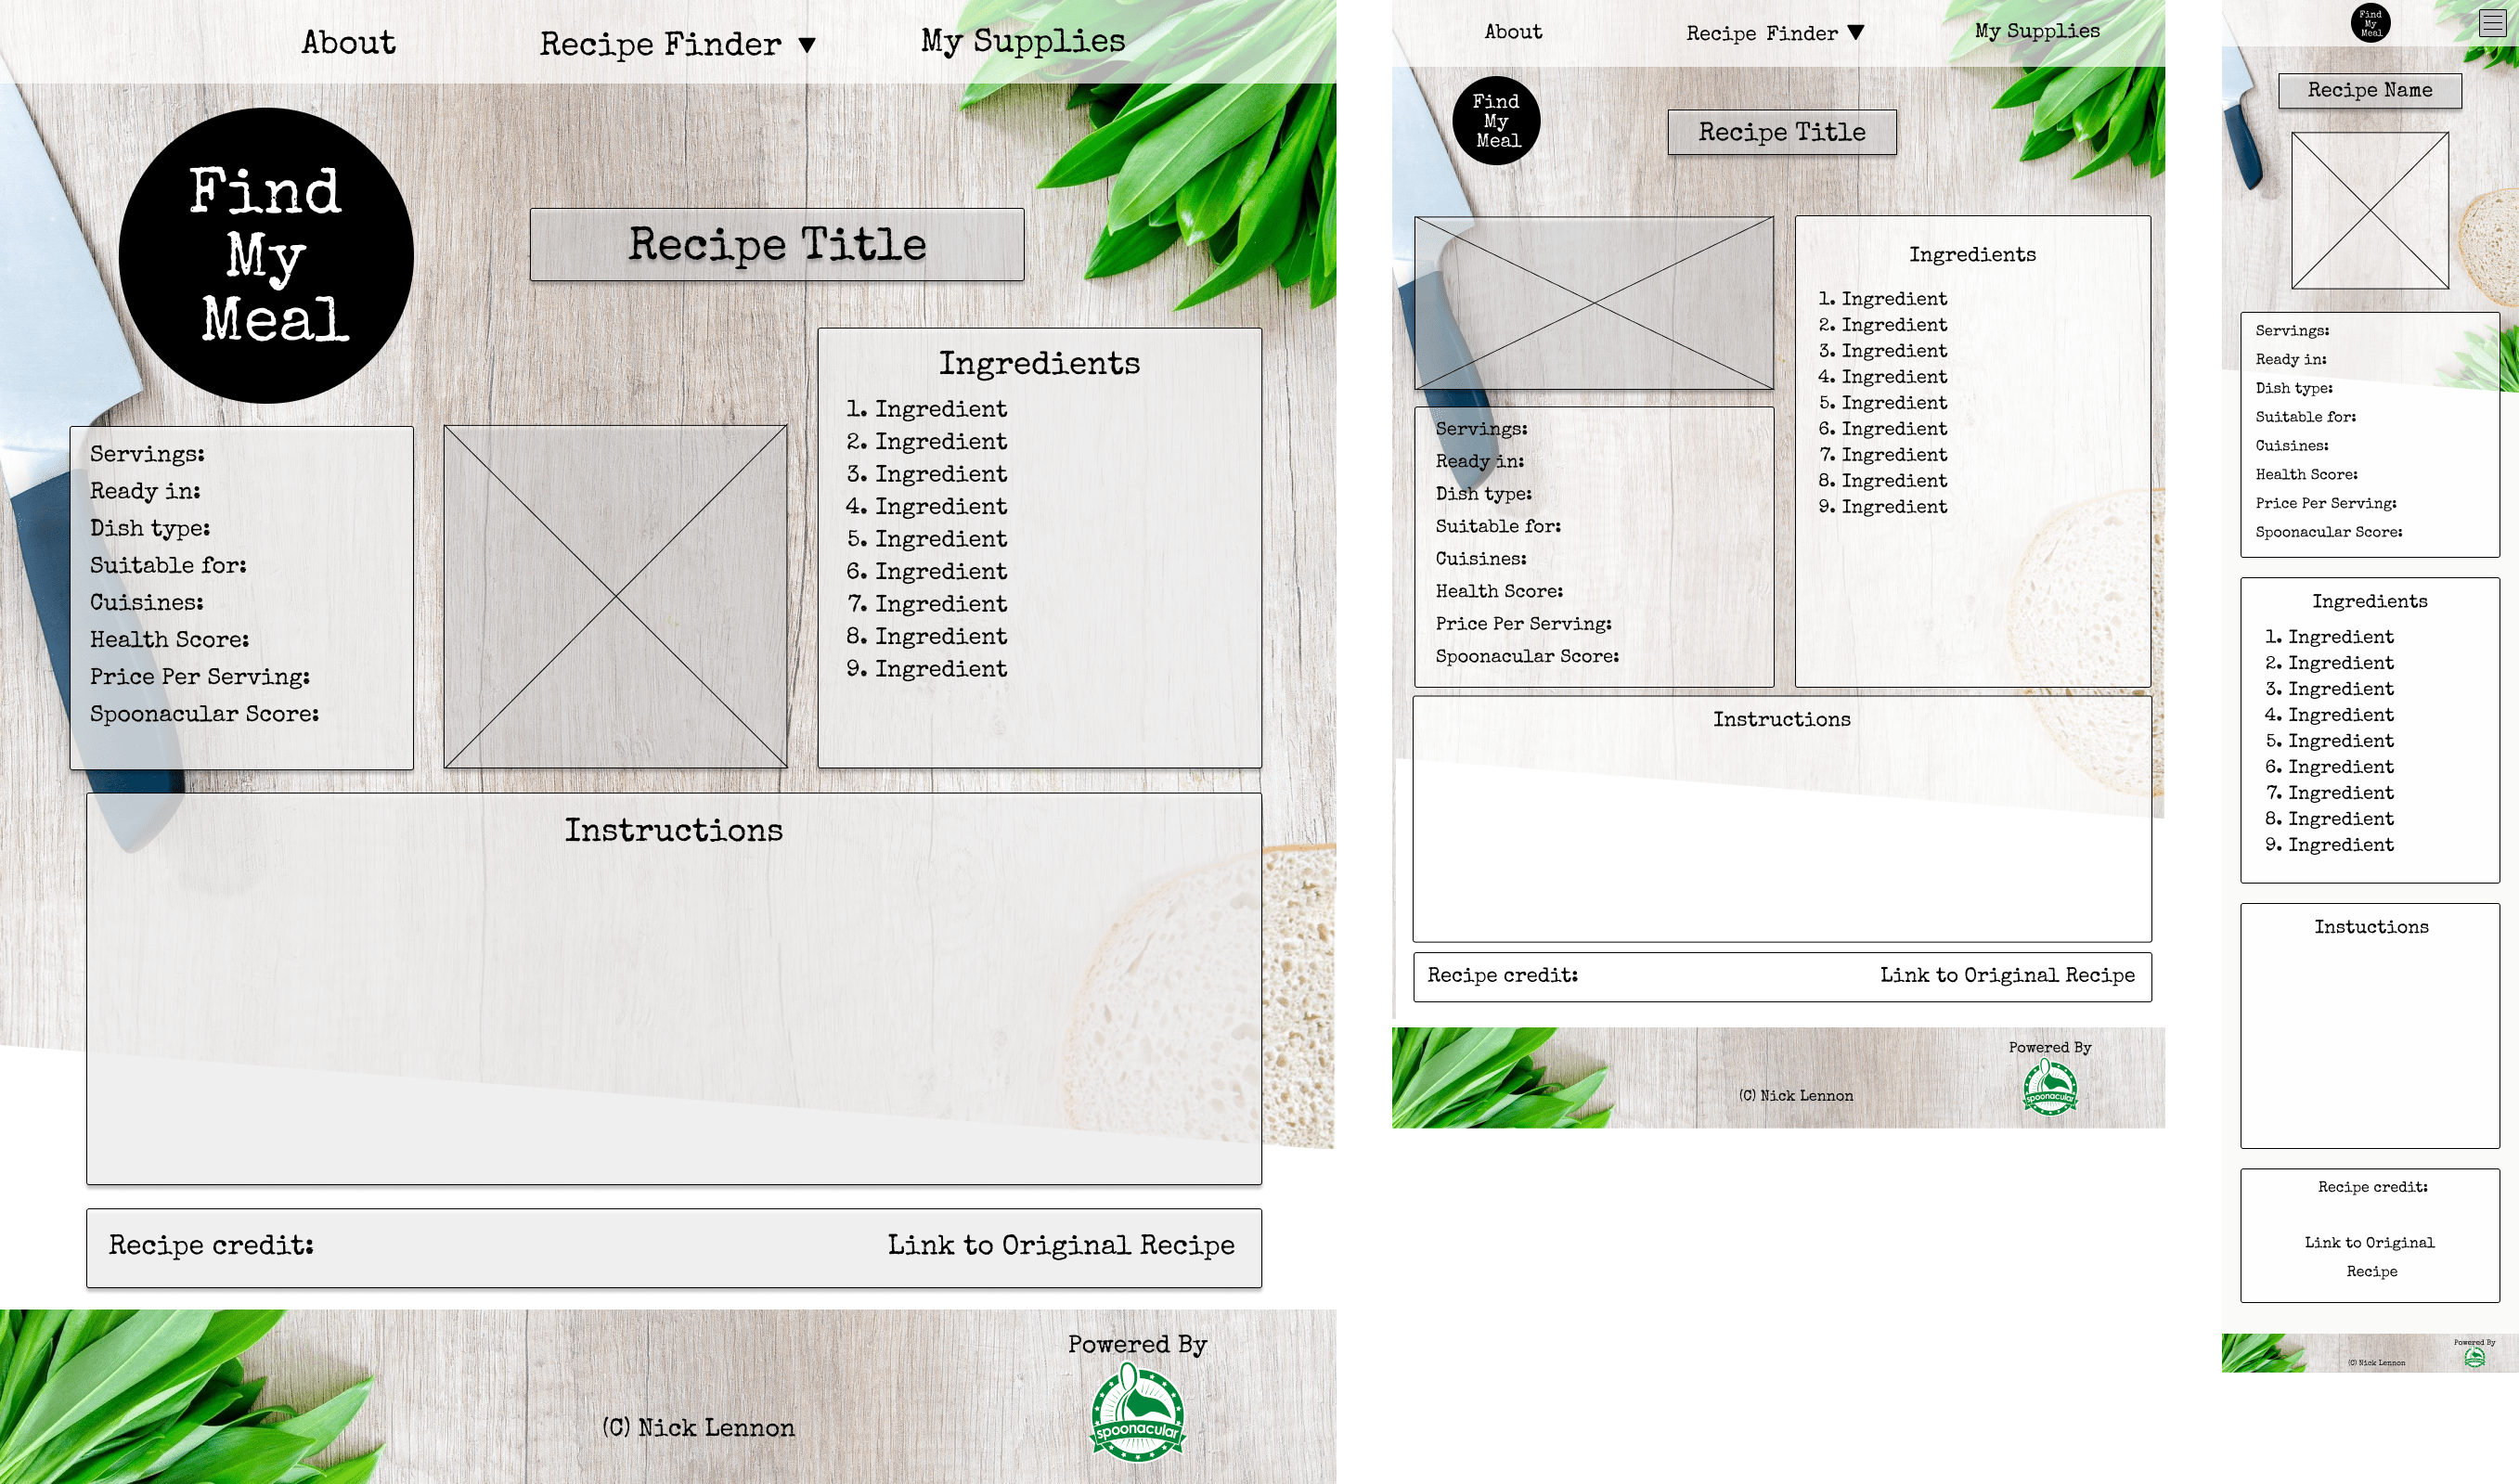 About
Recipe Finder ▼
My Supplies
Find
My
Meal
Recipe Title
Servings:
Ready in:
Dish type:
Suitable for:
Cuisines:
Health Score:
Price Per Serving:
Spoonacular Score:
Ingredients
1. Ingredient
2. Ingredient
3. Ingredient
4. Ingredient
5. Ingredient
6. Ingredient
7. Ingredient
8. Ingredient
9. Ingredient
Instructions
Recipe credit:
Link to Original Recipe
(C) Nick Lennon
Powered By
spoonacular
About
Recipe Finder ▼
My Supplies
Find
My
Meal
Recipe Title
Ingredients
1. Ingredient
2. Ingredient
3. Ingredient
4. Ingredient
5. Ingredient
6. Ingredient
7. Ingredient
8. Ingredient
9. Ingredient
Servings:
Ready in:
Dish type:
Suitable for:
Cuisines:
Health Score:
Price Per Serving:
Spoonacular Score:
Instructions
Recipe credit:
Link to Original Recipe
(C) Nick Lennon
Powered By
spoonacular
Find
My
Meal
Recipe Name
Servings:
Ready in:
Dish type:
Suitable for:
Cuisines:
Health Score:
Price Per Serving:
Spoonacular Score:
Ingredients
1. Ingredient
2. Ingredient
3. Ingredient
4. Ingredient
5. Ingredient
6. Ingredient
7. Ingredient
8. Ingredient
9. Ingredient
Instuctions
Recipe credit:
Link to Original
Recipe
(C) Nick Lennon
Powered By